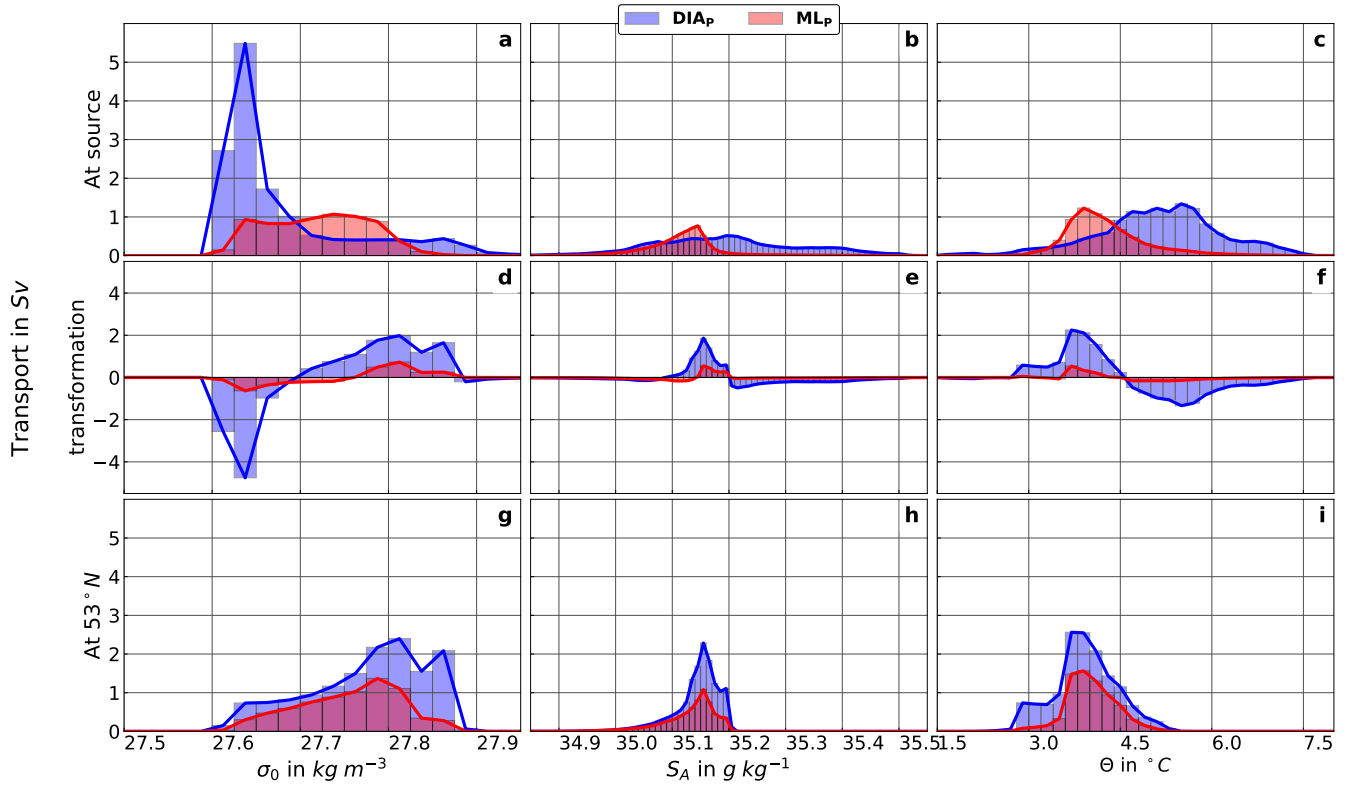 DIA_P ML_P
a b c
5
4
3
2
1
0
At source
d e f
4
2
0
−2
−4
transformation
Transport in Sv
g h i
5
4
3
2
1
0
At 53 °N
27.5 27.6 27.7 27.8 27.9
34.9 35.0 35.1 35.2 35.3 35.4 35.5
1.5 3.0 4.5 6.0 7.5
σ₀ in kg m⁻³
S_A in g kg⁻¹
Θ in °C